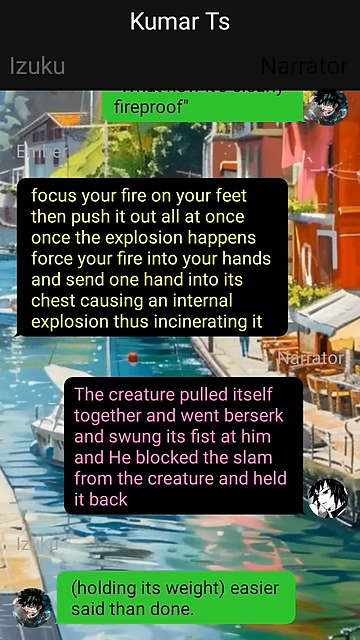 Kumar Ts
Izuku
Narrator
fireproof"
Ember
focus your fire on your feet
then push it out all at once
once the explosion happens
force your fire into your hands
and send one hand into its
chest causing an internal
explosion thus incinerating it
Narrator
The creature pulled itself
together and went berserk
and swung its fist at him
and He blocked the slam
from the creature and held
it back
Izuku
(holding its weight) easier
said than done.